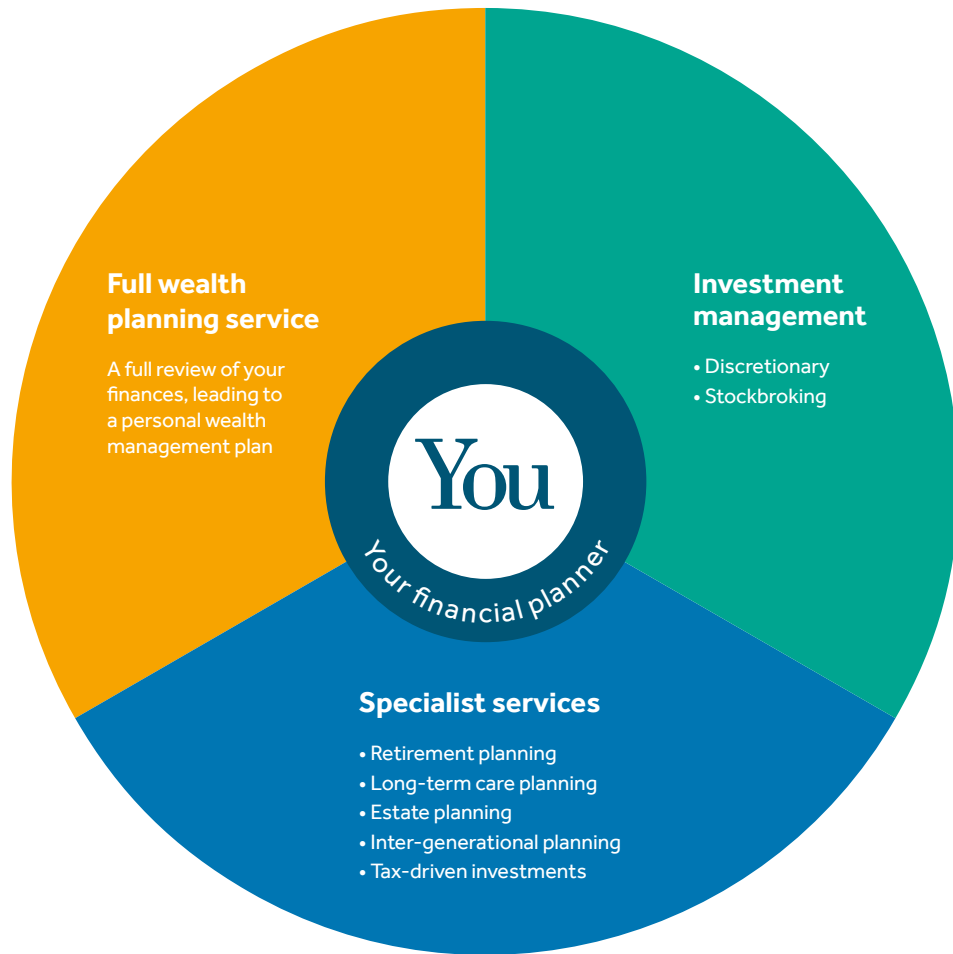 Full wealth
planning service
A full review of your
finances, leading to
a personal wealth
management plan
Investment
management
• Discretionary
• Stockbroking
You
Your financial planner
Specialist services
• Retirement planning
• Long-term care planning
• Estate planning
• Inter-generational planning
• Tax-driven investments